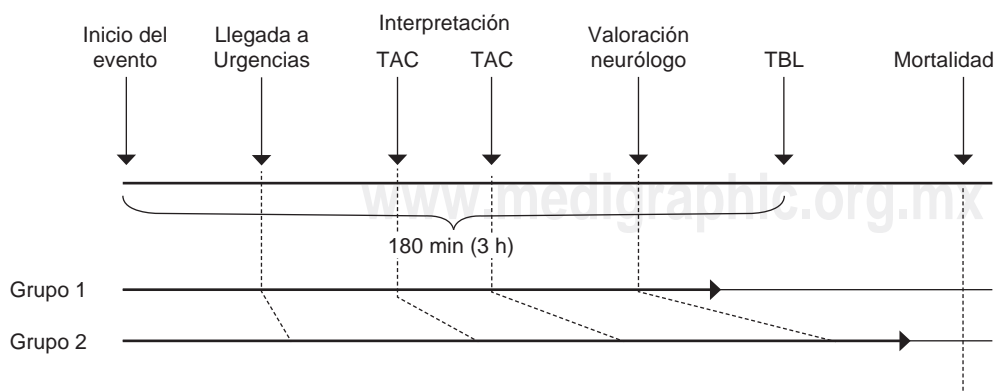 Inicio del evento
Llegada a Urgencias
Interpretación
TAC TAC
Valoración neurólogo
TBL
Mortalidad
www.medigraphic.org.mx
180 min (3 h)
Grupo 1
Grupo 2